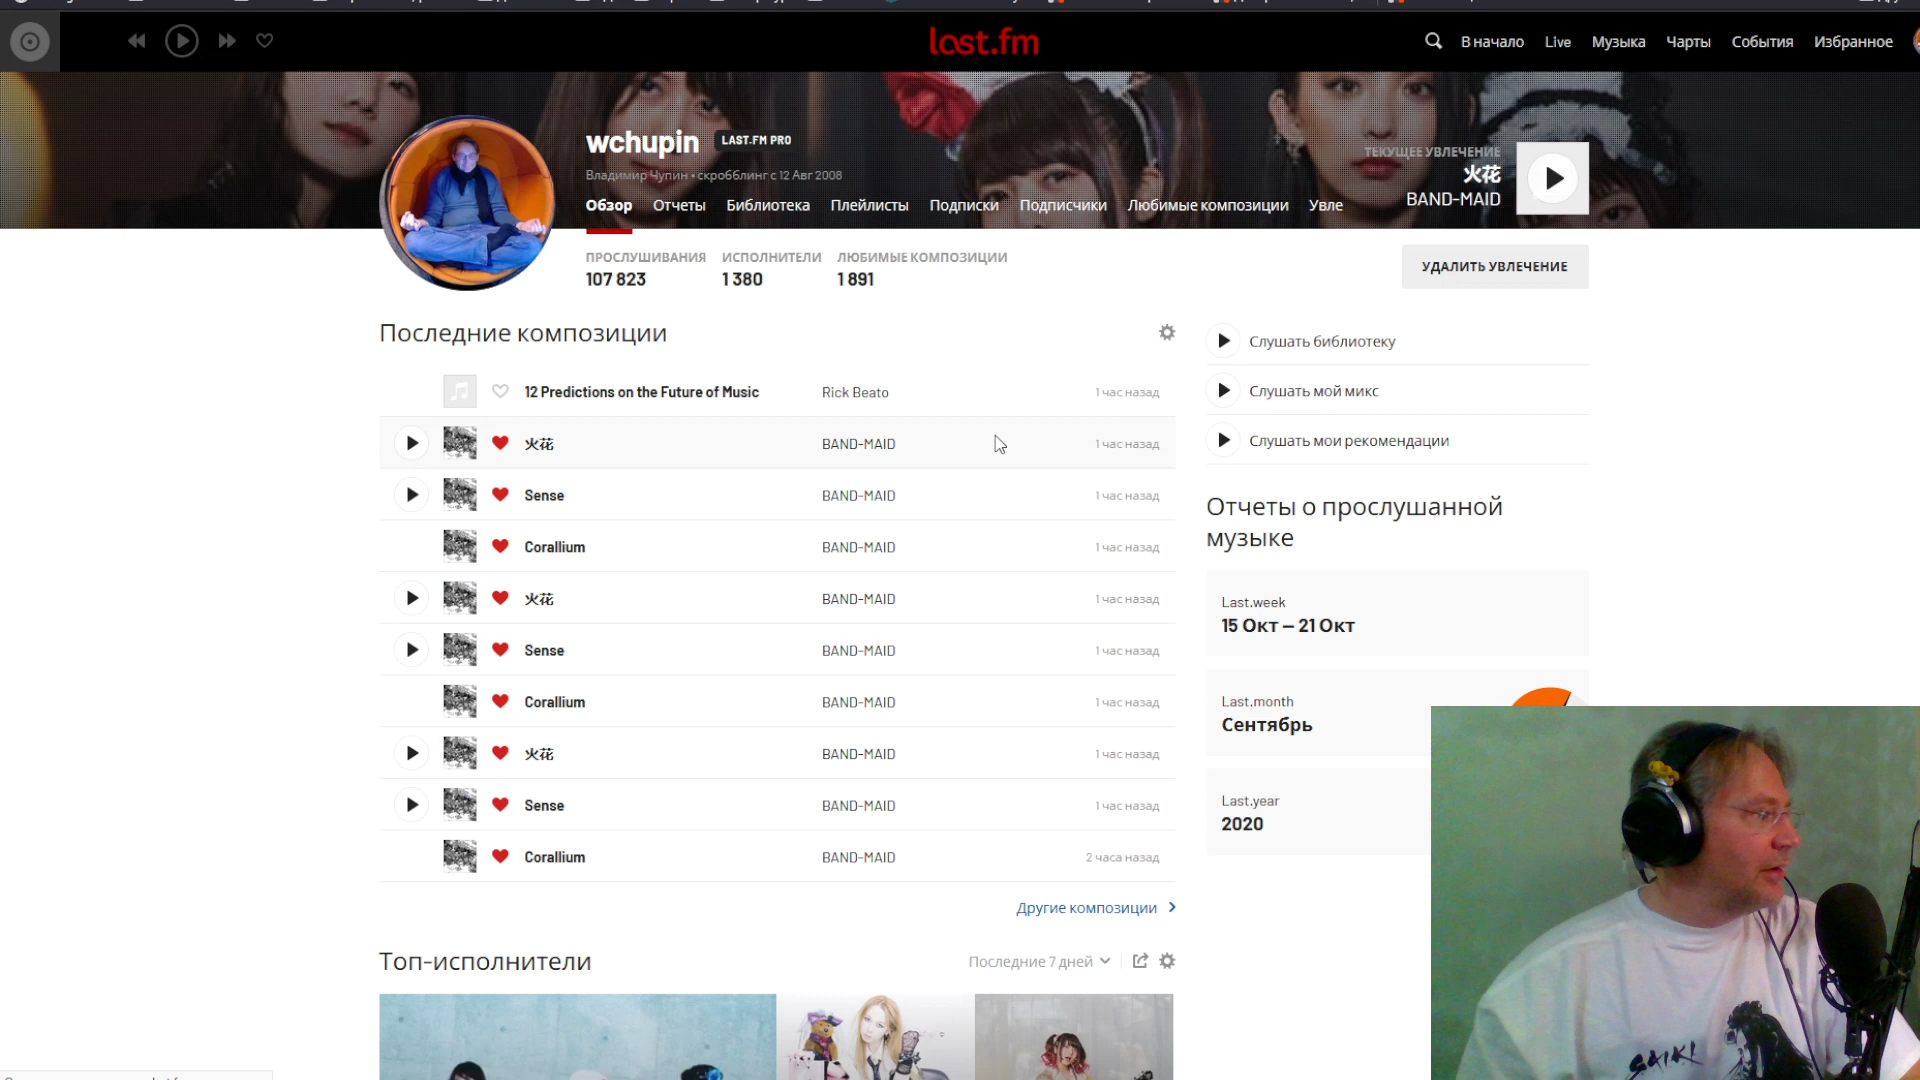 last.fm
В начало Live Музыка Чарты События Избранное
wchupin LAST.FM PRO
Владимир Чупин • скробблинг с 12 Авг 2008
Обзор Отчеты Библиотека Плейлисты Подписки Подписчики Любимые композиции Увле
ТЕКУЩЕЕ УВЛЕЧЕНИЕ
火花
BAND-MAID
ПРОСЛУШИВАНИЯ ИСПОЛНИТЕЛИ ЛЮБИМЫЕ КОМПОЗИЦИИ
107 823 1 380 1 891
УДАЛИТЬ УВЛЕЧЕНИЕ
Последние композиции
12 Predictions on the Future of Music Rick Beato 1 час назад
火花 BAND-MAID 1 час назад
Sense BAND-MAID 1 час назад
Corallium BAND-MAID 1 час назад
火花 BAND-MAID 1 час назад
Sense BAND-MAID 1 час назад
Corallium BAND-MAID 1 час назад
火花 BAND-MAID 1 час назад
Sense BAND-MAID 1 час назад
Corallium BAND-MAID 2 часа назад
Другие композиции
Топ-исполнители
Последние 7 дней
Слушать библиотеку
Слушать мой микс
Слушать мои рекомендации
Отчеты о прослушанной
музыке
Last.week
15 Окт – 21 Окт
Last.month
Сентябрь
Last.year
2020
SAIKI